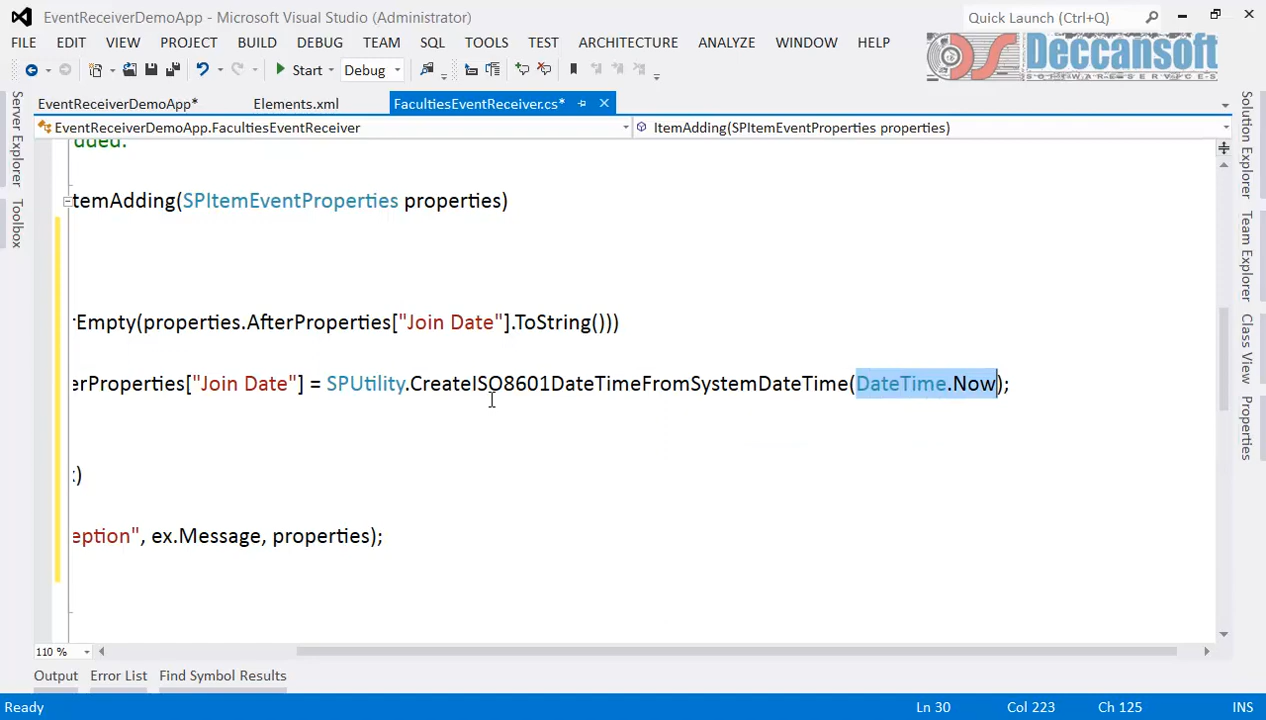 EventReceiverDemoApp - Microsoft Visual Studio (Administrator)
Quick Launch (Ctrl+Q)
FILE EDIT VIEW PROJECT BUILD DEBUG TEAM SQL TOOLS TEST ARCHITECTURE ANALYZE WINDOW HELP
Deccansoft
SOFTWARE SERVICES
Start Debug
EventReceiverDemoApp* Elements.xml FacultiesEventReceiver.cs*
EventReceiverDemoApp.FacultiesEventReceiver ItemAdding(SPItemEventProperties properties)
temAdding(SPItemEventProperties properties)
rEmpty(properties.AfterProperties["Join Date"].ToString()))
erProperties["Join Date"] = SPUtility.CreateISO8601DateTimeFromSystemDateTime(DateTime.Now);
)
eption", ex.Message, properties);
110 %
Output Error List Find Symbol Results
Ready Ln 30 Col 223 Ch 125 INS
Server Explorer
Toolbox
Solution Explorer
Team Explorer
Class View
Properties